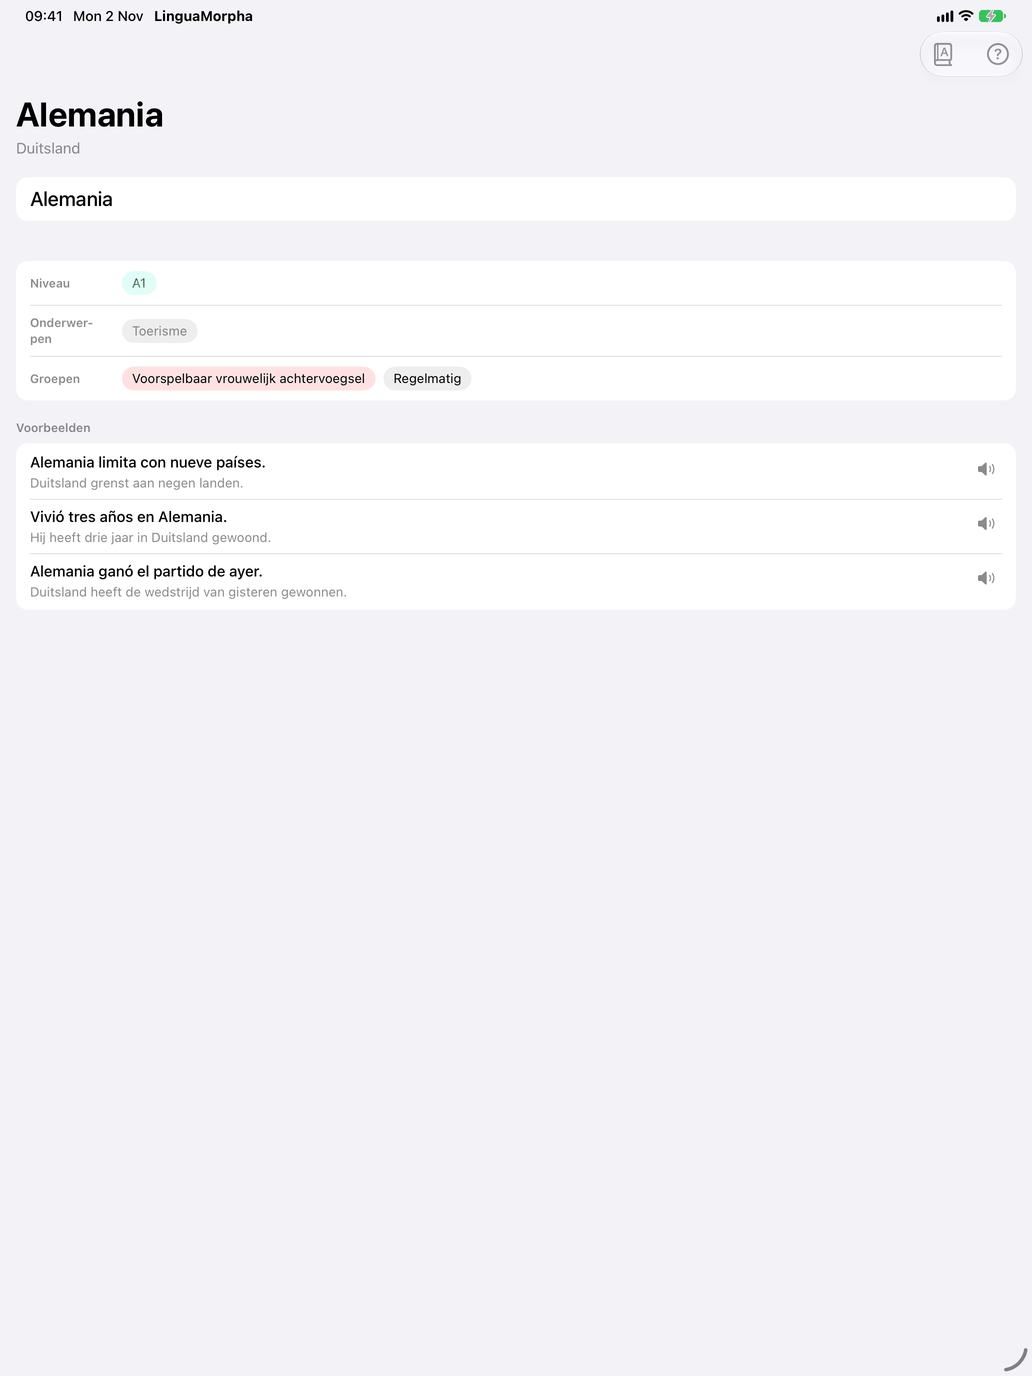 09:41 Mon 2 Nov LinguaMorpha
A
?
Alemania
Duitsland
Alemania
Niveau A1
Onderwer-
pen
Toerisme
Groepen Voorspelbaar vrouwelijk achtervoegsel Regelmatig
Voorbeelden
Alemania limita con nueve países.
Duitsland grenst aan negen landen.
Vivió tres años en Alemania.
Hij heeft drie jaar in Duitsland gewoond.
Alemania ganó el partido de ayer.
Duitsland heeft de wedstrijd van gisteren gewonnen.